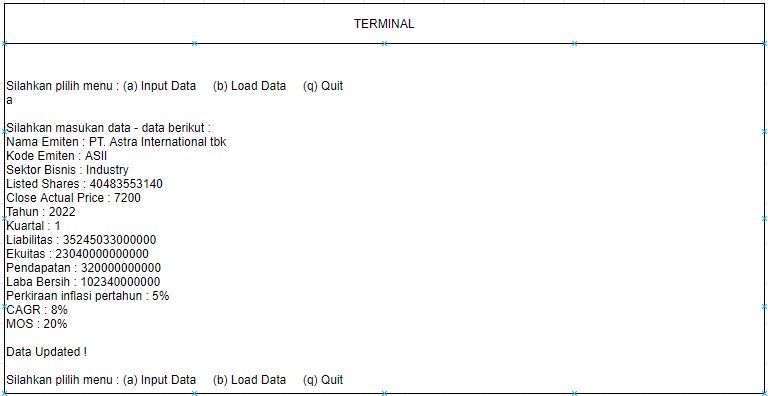 TERMINAL
Silahkan plilih menu : (a) Input Data (b) Load Data (q) Quit
a
Silahkan masukan data - data berikut :
Nama Emiten : PT. Astra International tbk
Kode Emiten : ASII
Sektor Bisnis : Industry
Listed Shares : 40483553140
Close Actual Price : 7200
Tahun : 2022
Kuartal : 1
Liabilitas : 35245033000000
Ekuitas : 23040000000000
Pendapatan : 320000000000
Laba Bersih : 102340000000
Perkiraan inflasi pertahun : 5%
CAGR : 8%
MOS : 20%
Data Updated !
Silahkan plilih menu : (a) Input Data (b) Load Data (q) Quit